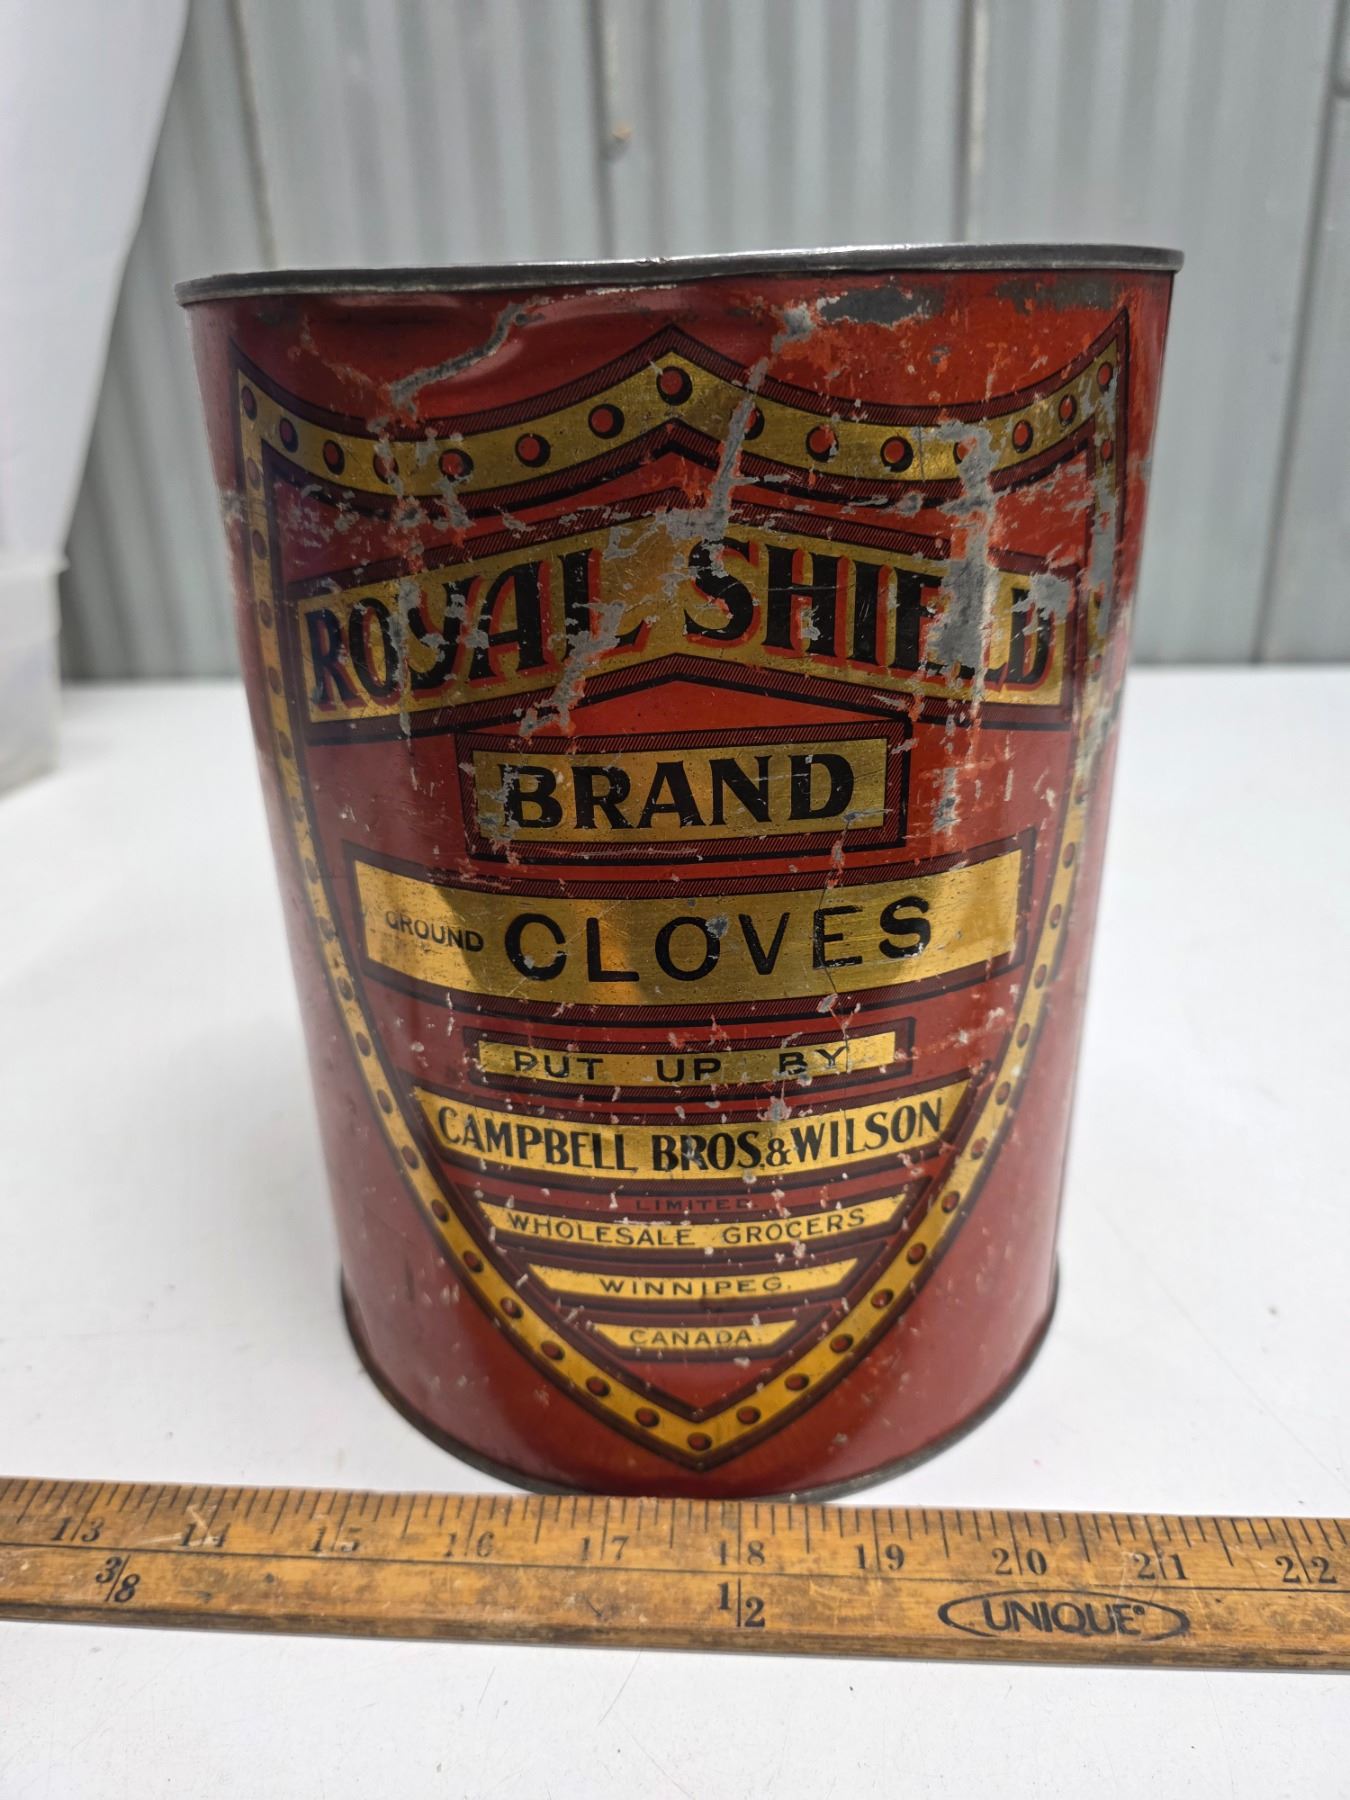 ROYAL SHIELD
BRAND
GROUND CLOVES
PUT UP BY
CAMPBELL BROS. & WILSON
LIMITED.
WHOLESALE GROCERS
WINNIPEG,
CANADA.
13 14 15 16 17 18 19 20 21 22
3/8 1/2 UNIQUE